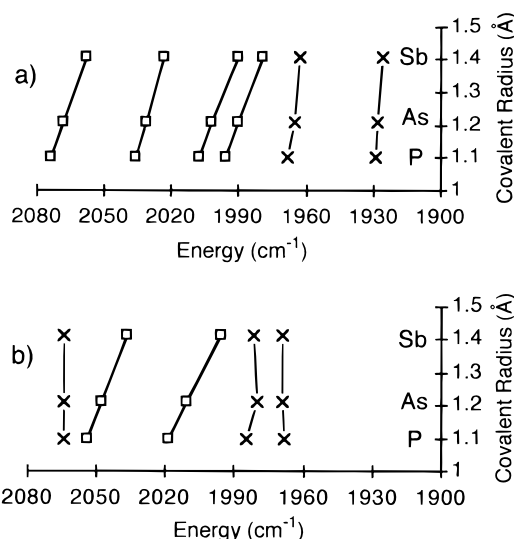 a)
1.5
Sb
1.4
1.3
As
1.2
P
1.1
1
Covalent Radius (Å)
2080 2050 2020 1990 1960 1930 1900
Energy (cm⁻¹)
b)
1.5
Sb
1.4
1.3
As
1.2
P
1.1
1
Covalent Radius (Å)
2080 2050 2020 1990 1960 1930 1900
Energy (cm⁻¹)